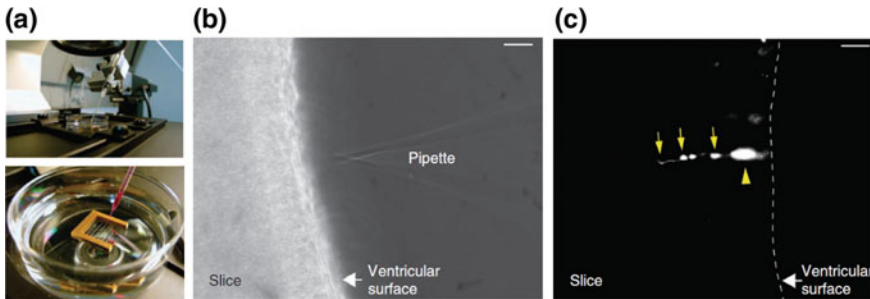 (a)
(b)
(c)
Pipette
Slice
Ventricular
surface
Slice
Ventricular
surface